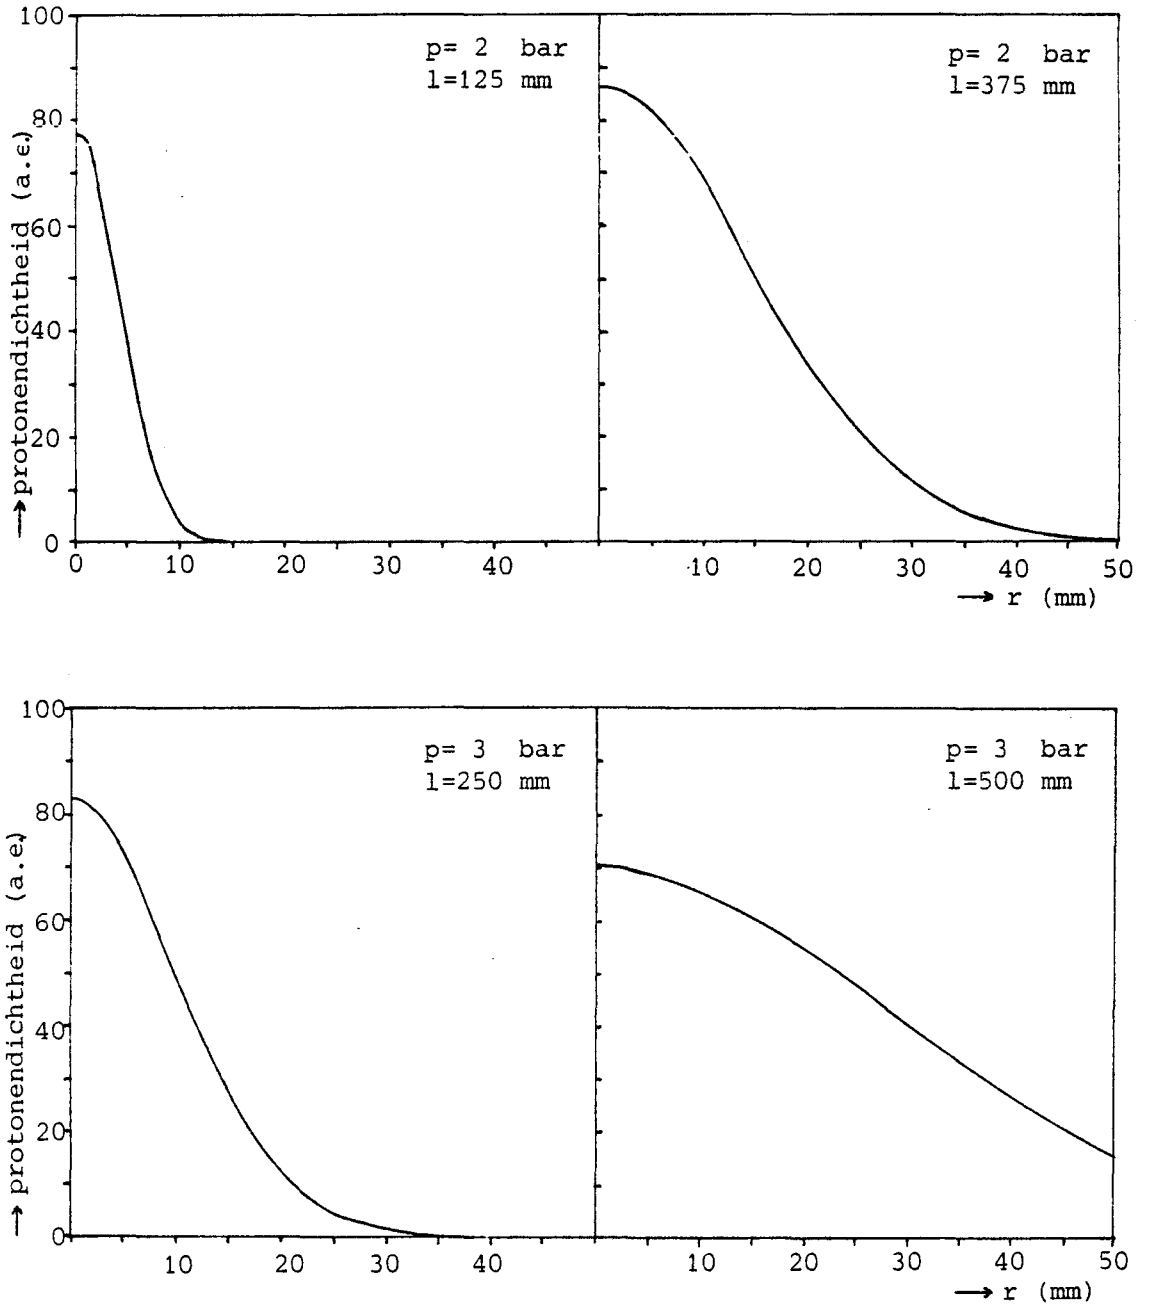 100
80
60
40
20
0
→protonendichtheid (a.e.)
p= 2 bar
l=125 mm
0 10 20 30 40
p= 2 bar
l=375 mm
10 20 30 40 50
→ r (mm)
100
80
60
40
20
0
→protonendichtheid (a.e.)
p= 3 bar
l=250 mm
10 20 30 40
p= 3 bar
l=500 mm
10 20 30 40 50
→ r (mm)